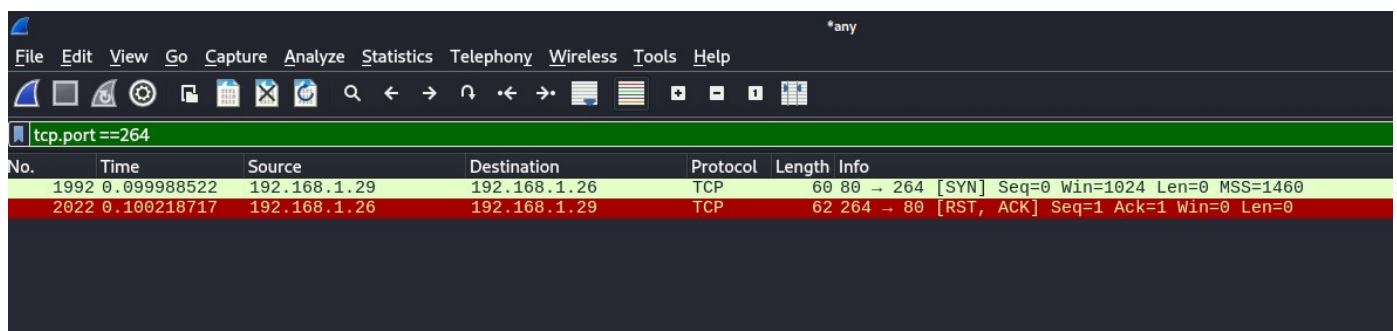 *any
File Edit View Go Capture Analyze Statistics Telephony Wireless Tools Help
tcp.port ==264
No. Time Source Destination Protocol Length Info
1992 0.099988522 192.168.1.29 192.168.1.26 TCP 60 80 → 264 [SYN] Seq=0 Win=1024 Len=0 MSS=1460
2022 0.100218717 192.168.1.26 192.168.1.29 TCP 62 264 → 80 [RST, ACK] Seq=1 Ack=1 Win=0 Len=0